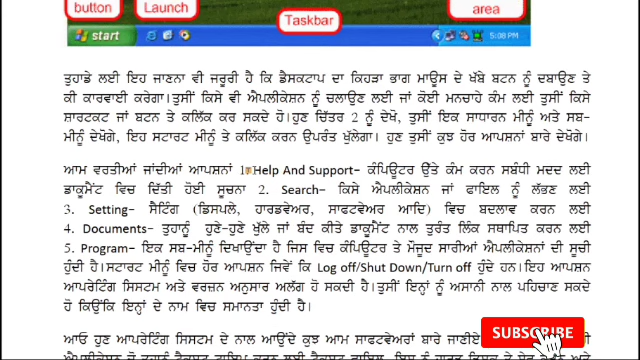 button
Launch
Taskbar
area
start
5:08 PM
ਤੁਹਾਡੇ ਲਈ ਇਹ ਜਾਣਨਾ ਵੀ ਜਰੂਰੀ ਹੈ ਕਿ ਡੈਸਕਟਾਪ ਦਾ ਕਿਹੜਾ ਭਾਗ ਮਾਊਸ ਦੇ ਖੱਬੇ ਬਟਨ ਨੂੰ ਦਬਾਉਣ ਤੇ
ਕੀ ਕਾਰਵਾਈ ਕਰੇਗਾ। ਤੁਸੀਂ ਕਿਸੇ ਵੀ ਐਪਲੀਕੇਸ਼ਨ ਨੂੰ ਚਲਾਉਣ ਲਈ ਜਾਂ ਕੋਈ ਮਨਚਾਹੇ ਕੰਮ ਲਈ ਤੁਸੀਂ ਕਿਸੇ
ਸ਼ਾਰਟਕਟ ਜਾਂ ਬਟਨ ਤੇ ਕਲਿੱਕ ਕਰ ਸਕਦੇ ਹੋ। ਹੁਣ ਚਿੱਤਰ 2 ਨੂੰ ਦੇਖੋ, ਤੁਸੀਂ ਇਕ ਸਾਧਾਰਨ ਮੀਨੂੰ ਅਤੇ ਸਬ-
ਮੀਨੂੰ ਦੇਖੋਗੇ, ਇਹ ਸਟਾਰਟ ਮੀਨੂੰ ਤੇ ਕਲਿੱਕ ਕਰਨ ਉਪਰੰਤ ਖੁੱਲੇਗਾ। ਹੁਣ ਤੁਸੀਂ ਕੁਝ ਹੋਰ ਆਪਸ਼ਨਾਂ ਬਾਰੇ ਦੇਖੋਗੇ।
ਆਮ ਵਰਤੀਆਂ ਜਾਂਦੀਆਂ ਆਪਸ਼ਨਾਂ 1. Help And Support- ਕੰਪਿਊਟਰ ਉੱਤੇ ਕੰਮ ਕਰਨ ਸਬੰਧੀ ਮਦਦ ਲਈ
ਡਾਕੂਮੈਂਟ ਵਿਚ ਦਿੱਤੀ ਹੋਈ ਸੂਚਨਾ 2. Search- ਕਿਸੇ ਐਪਲੀਕੇਸ਼ਨ ਜਾਂ ਫਾਇਲ ਨੂੰ ਲੱਭਣ ਲਈ
3. Setting- ਸੈਟਿੰਗ (ਡਿਸਪਲੇ, ਹਾਰਡਵੇਅਰ, ਸਾਫਟਵੇਅਰ ਆਦਿ) ਵਿਚ ਬਦਲਾਵ ਕਰਨ ਲਈ
4. Documents- ਤੁਹਾਨੂੰ ਹੁਣੇ-ਹੁਣੇ ਖੁੱਲੇ ਜਾਂ ਬੰਦ ਕੀਤੇ ਡਾਕੂਮੈਂਟ ਨਾਲ ਤੁਰੰਤ ਲਿੰਕ ਸਥਾਪਿਤ ਕਰਨ ਲਈ
5. Program- ਇਕ ਸਬ-ਮੀਨੂੰ ਦਿਖਾਉਂਦਾ ਹੈ ਜਿਸ ਵਿਚ ਕੰਪਿਊਟਰ ਤੇ ਮੌਜੂਦ ਸਾਰੀਆਂ ਐਪਲੀਕੇਸ਼ਨਾਂ ਦੀ ਸੂਚੀ
ਹੁੰਦੀ ਹੈ। ਸਟਾਰਟ ਮੀਨੂੰ ਵਿਚ ਹੋਰ ਆਪਸ਼ਨ ਜਿਵੇਂ ਕਿ Log off/Shut Down/Turn off ਹੁੰਦੇ ਹਨ। ਇਹ ਆਪਸ਼ਨ
ਆਪਰੇਟਿੰਗ ਸਿਸਟਮ ਅਤੇ ਵਰਜ਼ਨ ਅਨੁਸਾਰ ਅਲੱਗ ਹੋ ਸਕਦੀ ਹੈ। ਤੁਸੀਂ ਇਨ੍ਹਾਂ ਨੂੰ ਅਸਾਨੀ ਨਾਲ ਪਹਿਚਾਣ ਸਕਦੇ
ਹੋ ਕਿਉਂਕਿ ਇਨ੍ਹਾਂ ਦੇ ਨਾਮ ਵਿਚ ਸਮਾਨਤਾ ਹੁੰਦੀ ਹੈ।
ਆਓ ਹੁਣ ਆਪਰੇਟਿੰਗ ਸਿਸਟਮ ਦੇ ਨਾਲ ਆਉਂਦੇ ਕੁਝ ਆਮ ਸਾਫਟਵੇਅਰਾਂ ਬਾਰੇ ਜਾਣੀਏ
SUBSCRIBE